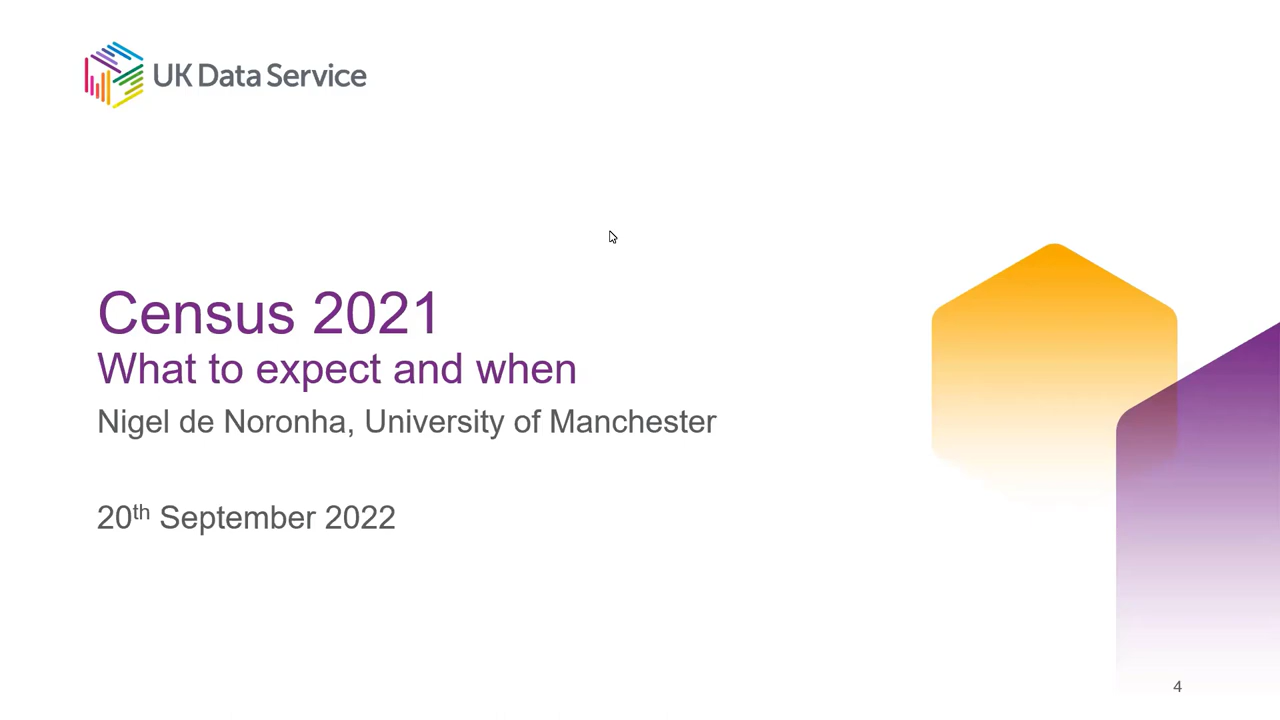 UK Data Service
Census 2021
What to expect and when
Nigel de Noronha, University of Manchester
20th September 2022
4